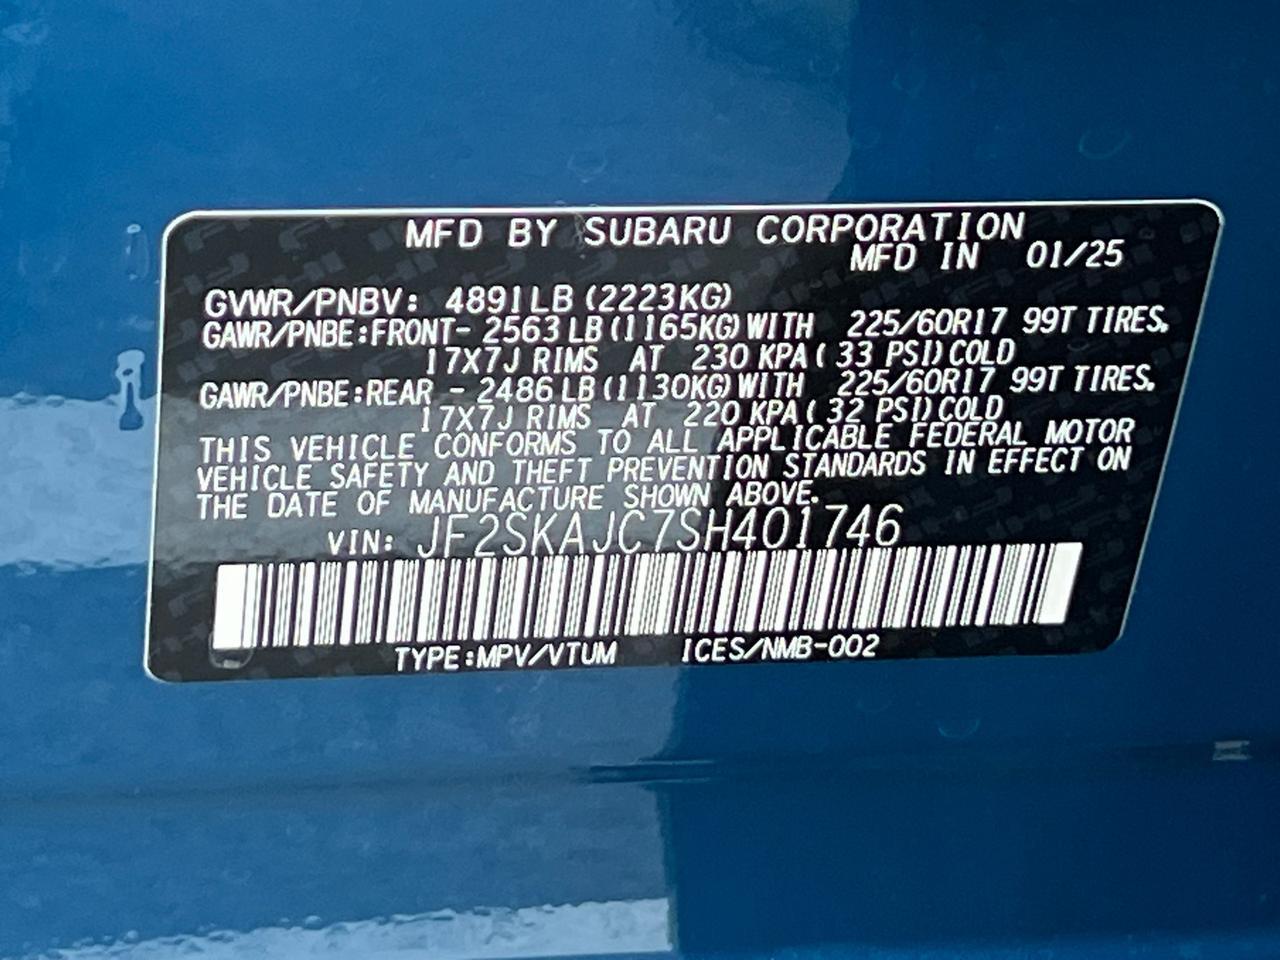 MFD BY SUBARU CORPORATION
MFD IN 01/25
GVWR/PNBV: 4891LB (2223KG)
GAWR/PNBE:FRONT- 2563LB (1165KG) WITH 225/60R17 99T TIRES.
17X7J RIMS AT 230 KPA ( 33 PSI) COLD
GAWR/PNBE:REAR - 2486LB (1130KG) WITH 225/60R17 99T TIRES.
17X7J RIMS AT 220 KPA ( 32 PSI) COLD
THIS VEHICLE CONFORMS TO ALL APPLICABLE FEDERAL MOTOR
VEHICLE SAFETY AND THEFT PREVENTION STANDARDS IN EFFECT ON
THE DATE OF MANUFACTURE SHOWN ABOVE.
VIN: JF2SKAJC7SH401746
TYPE:MPV/VTUM ICES/NMB-002